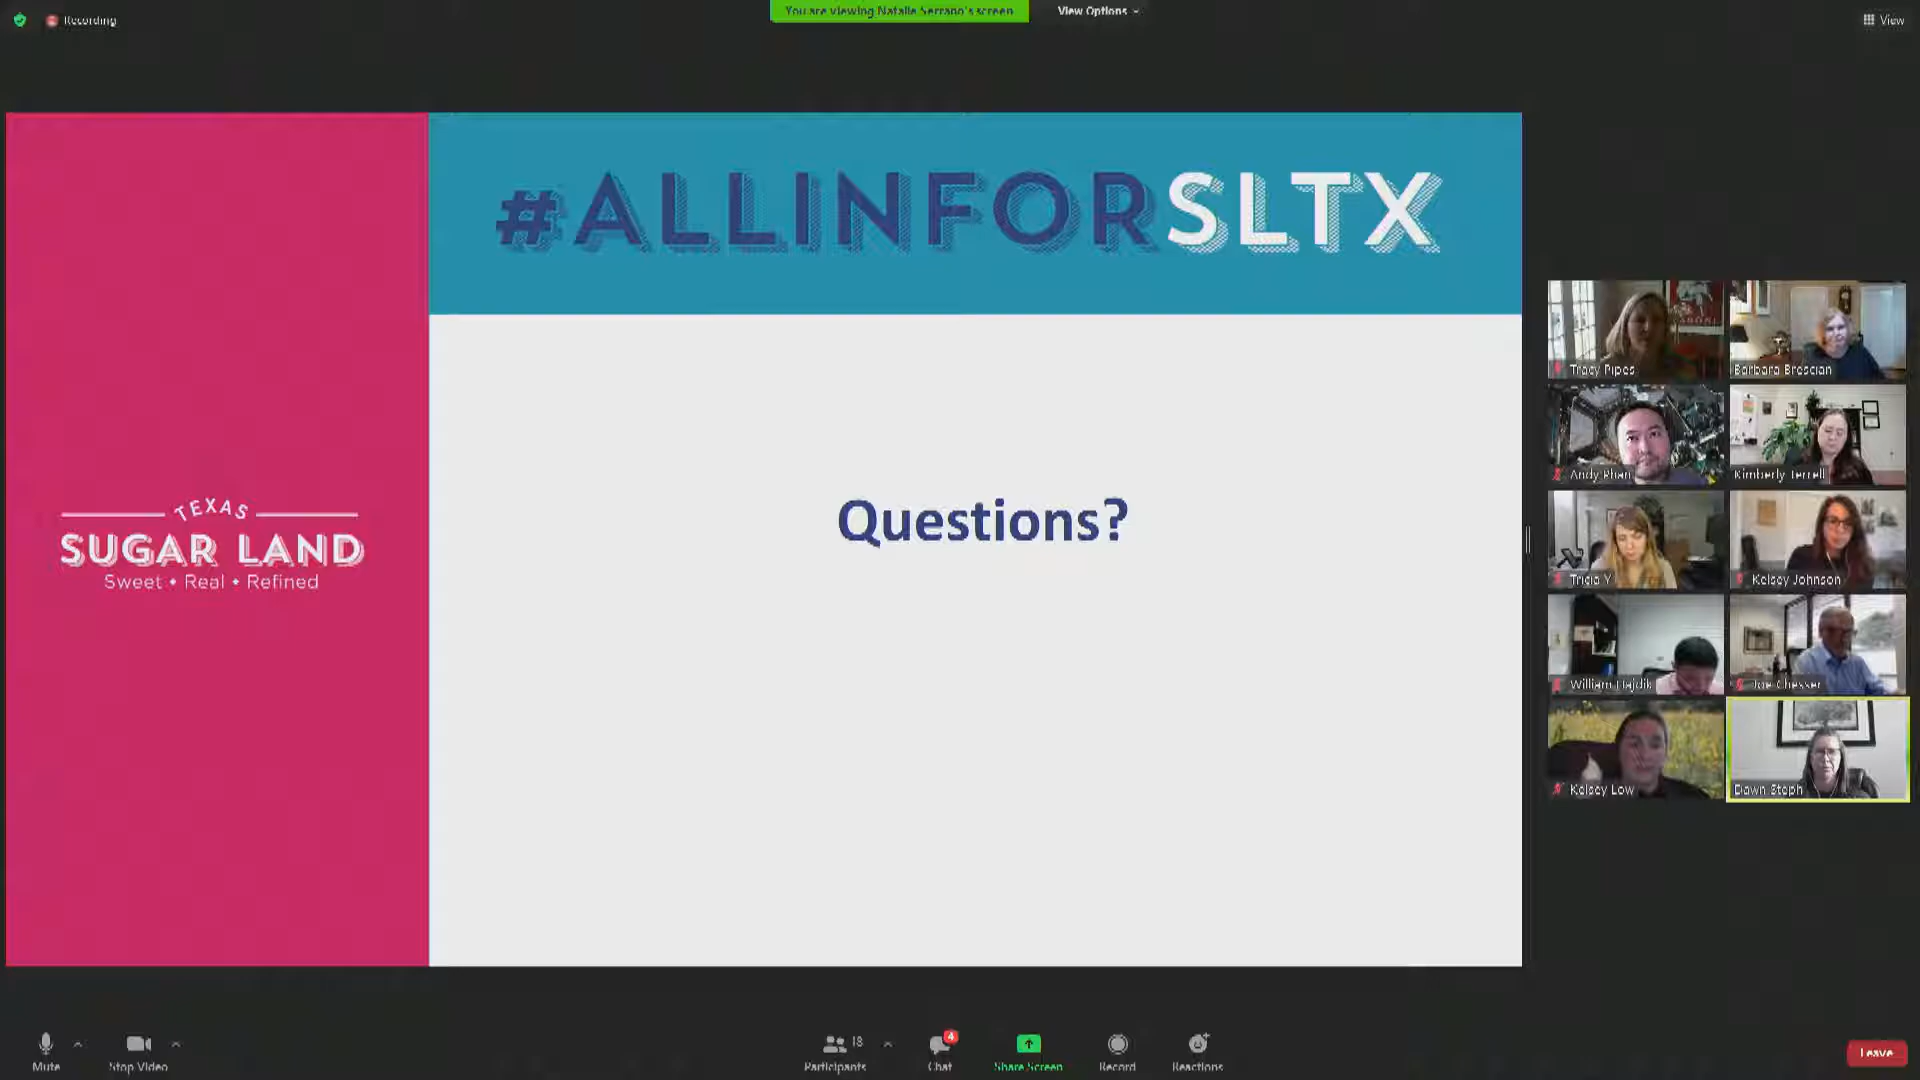 Recording
You are viewing Natalie Serrano's screen
View Options
View
#ALLINFORSLTX
TEXAS
SUGAR LAND
Sweet • Real • Refined
Questions?
Tracy Pipes
Barbara Brescian
Andy Phan
Kimberly Terrell
Tricia Y
Kelsey Johnson
William Hajdik
Joe Chesser
Kelsey Low
Dawn Steph
Mute
Stop Video
Participants
18
Chat
4
Share Screen
Record
Reactions
Leave